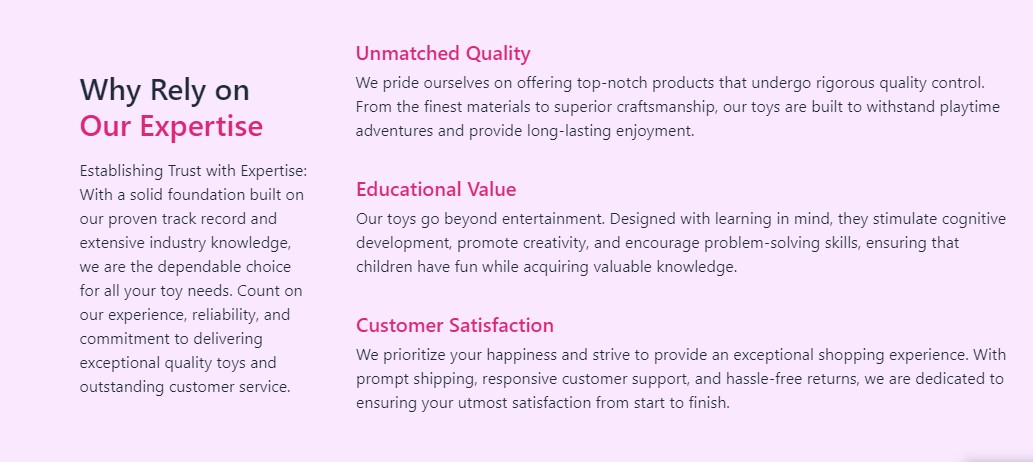 Why Rely on
Our Expertise
Establishing Trust with Expertise:
With a solid foundation built on
our proven track record and
extensive industry knowledge,
we are the dependable choice
for all your toy needs. Count on
our experience, reliability, and
commitment to delivering
exceptional quality toys and
outstanding customer service.
Unmatched Quality
We pride ourselves on offering top-notch products that undergo rigorous quality control.
From the finest materials to superior craftsmanship, our toys are built to withstand playtime
adventures and provide long-lasting enjoyment.
Educational Value
Our toys go beyond entertainment. Designed with learning in mind, they stimulate cognitive
development, promote creativity, and encourage problem-solving skills, ensuring that
children have fun while acquiring valuable knowledge.
Customer Satisfaction
We prioritize your happiness and strive to provide an exceptional shopping experience. With
prompt shipping, responsive customer support, and hassle-free returns, we are dedicated to
ensuring your utmost satisfaction from start to finish.